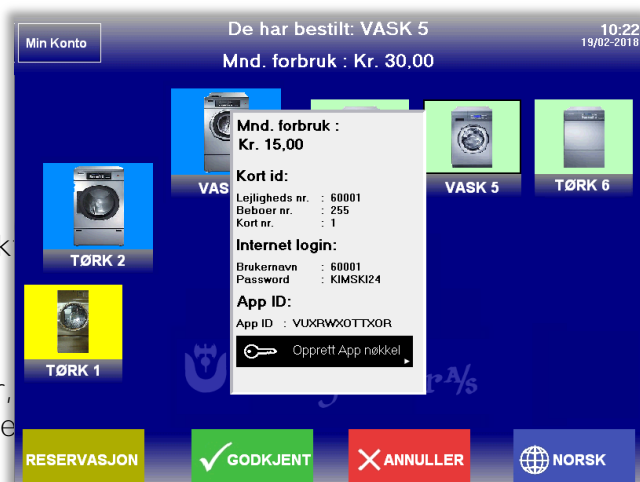 Min Konto
De har bestilt: VASK 5
Mnd. forbruk : Kr. 30,00
10:22
19/02-2018
Mnd. forbruk :
Kr. 15,00
Kort id:
Lejligheds nr. : 60001
Beboer nr. : 255
Kort nr. : 1
Internet login:
Brukernavn : 60001
Password : KIMSKI24
App ID:
App ID : VUXRWXOTTXOR
Opprett App nøkkel
VAS
VASK 5
TØRK 6
TØRK 2
TØRK 1
A/s
RESERVASJON
GODKJENT
ANNULLER
NORSK